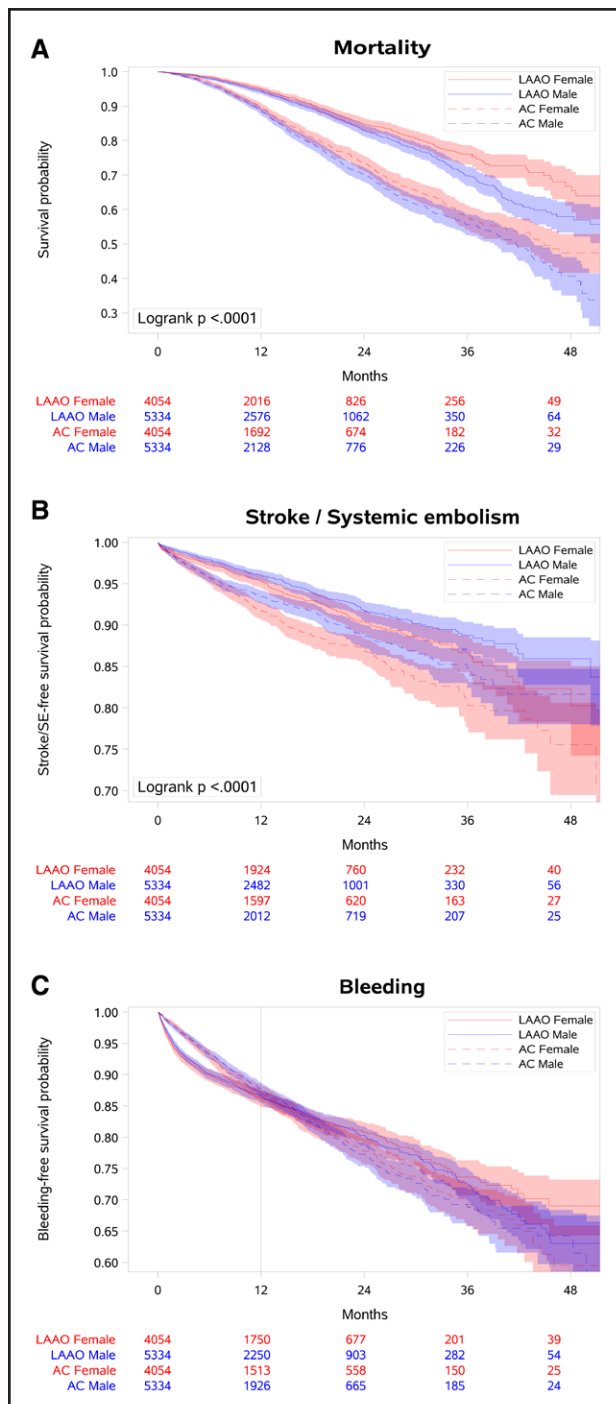 A
Mortality
LAAO Female
LAAO Male
AC Female
AC Male
1.0
0.9
0.8
0.7
0.6
0.5
0.4
0.3
Survival probability
Logrank p <.0001
0 12 24 36 48
Months
LAAO Female 4054 2016 826 256 49
LAAO Male 5334 2576 1062 350 64
AC Female 4054 1692 674 182 32
AC Male 5334 2128 776 226 29
B
Stroke / Systemic embolism
LAAO Female
LAAO Male
AC Female
AC Male
1.00
0.95
0.90
0.85
0.80
0.75
0.70
Stroke/SE-free survival probability
Logrank p <.0001
0 12 24 36 48
Months
LAAO Female 4054 1924 760 232 40
LAAO Male 5334 2482 1001 330 56
AC Female 4054 1597 620 163 27
AC Male 5334 2012 719 207 25
C
Bleeding
LAAO Female
LAAO Male
AC Female
AC Male
1.00
0.95
0.90
0.85
0.80
0.75
0.70
0.65
0.60
Bleeding-free survival probability
0 12 24 36 48
Months
LAAO Female 4054 1750 677 201 39
LAAO Male 5334 2250 903 282 54
AC Female 4054 1513 558 150 25
AC Male 5334 1926 665 185 24